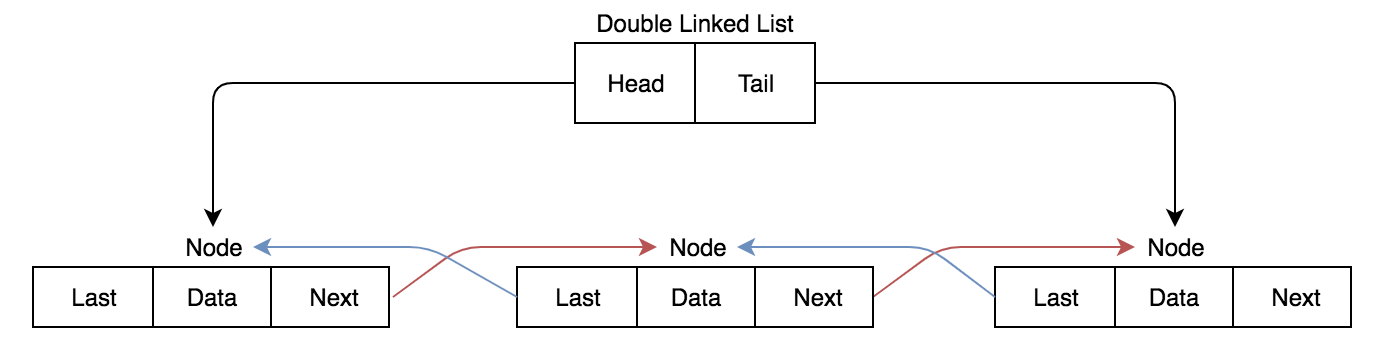 Double Linked List
Head Tail
Node Node Node
Last Data Next Last Data Next Last Data Next